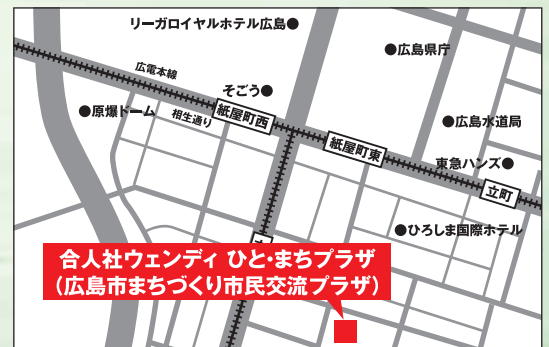 リーガロイヤルホテル広島●
●広島県庁
広電本線
そごう●
●原爆ドーム
相生通り
紙屋町西
●広島水道局
紙屋町東
東急ハンズ●
立町
●ひろしま国際ホテル
合人社ウェンディ ひと・まちプラザ
(広島市まちづくり市民交流プラザ)